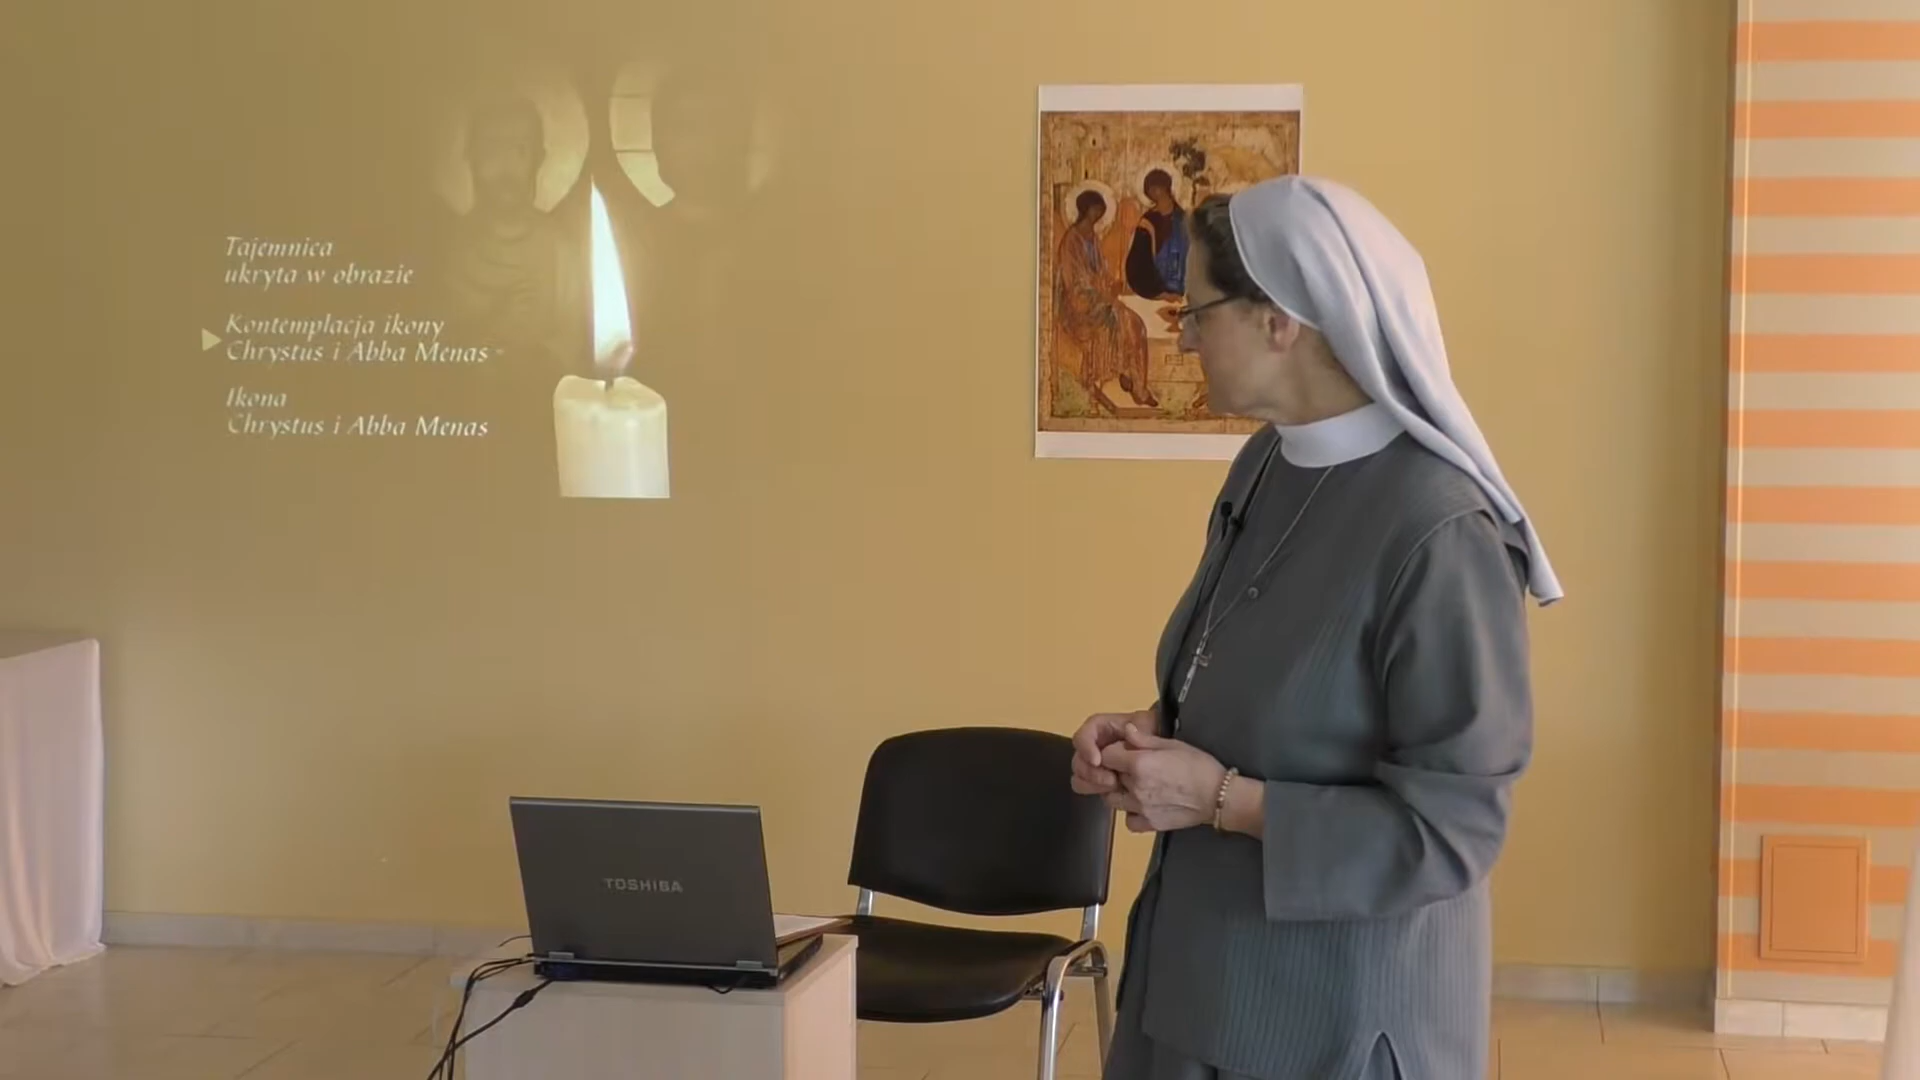 Tajemnica
ukryta w obrazie
Kontemplacja ikony
Chrystus i Abba Menas
Ikona
Chrystus i Abba Menas
TOSHIBA